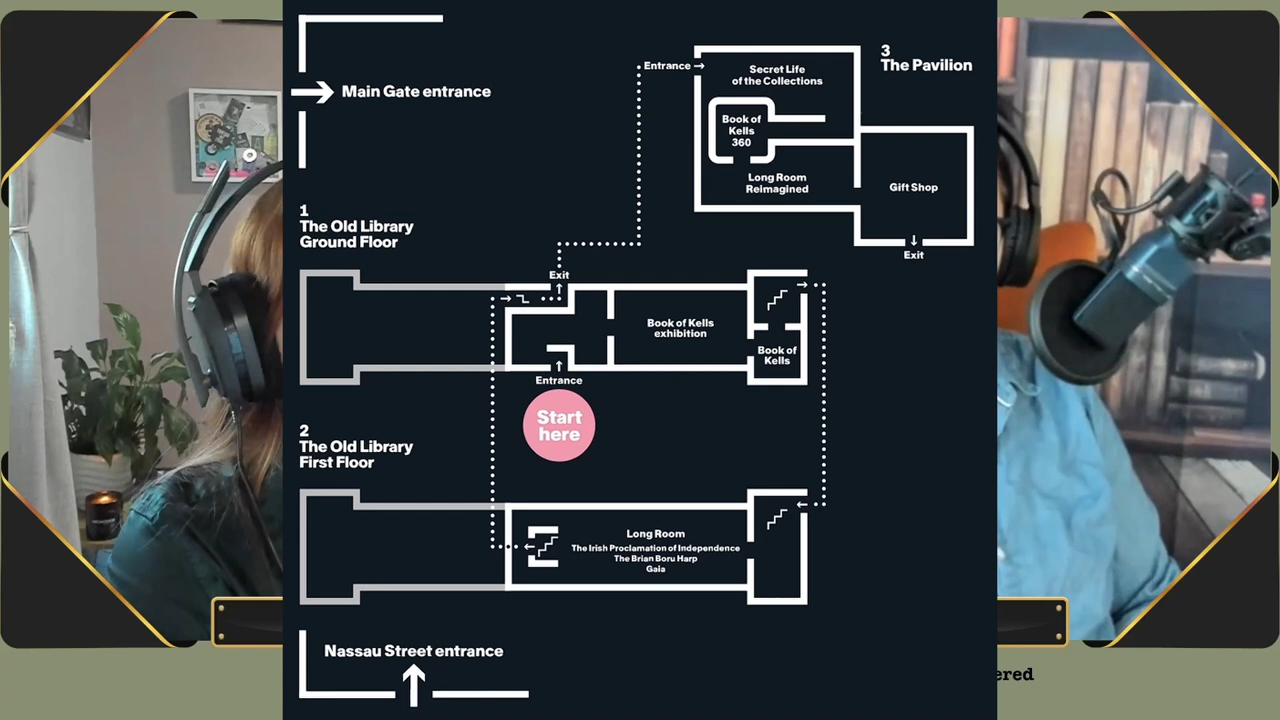 Main Gate entrance
Entrance →
3
The Pavilion
Secret Life
of the Collections
Book of
Kells
360
Long Room
Reimagined
Gift Shop
Exit
1
The Old Library
Ground Floor
Exit
Book of Kells
exhibition
Book of
Kells
Entrance
Start
here
2
The Old Library
First Floor
Long Room
The Irish Proclamation of Independence
The Brian Boru Harp
Gaia
Nassau Street entrance
ered